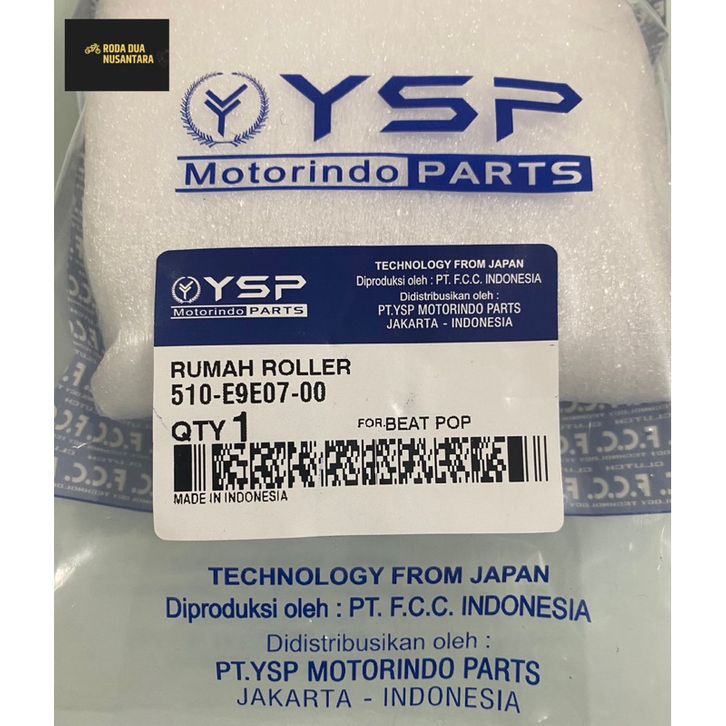 RODA DUA
NUSANTARA
YSP
Motorindo PARTS
YSP
Motorindo PARTS
TECHNOLOGY FROM JAPAN
Diproduksi oleh : PT. F.C.C. INDONESIA
Didistribusikan oleh :
PT.YSP MOTORINDO PARTS
JAKARTA - INDONESIA
RUMAH ROLLER
510-E9E07-00
QTY 1
FOR.BEAT POP
MADE IN INDONESIA
F.C.C.
CLUTCH
TECHNOLOGY FROM JAPAN
Diproduksi oleh : PT. F.C.C. INDONESIA
Didistribusikan oleh :
PT.YSP MOTORINDO PARTS
JAKARTA - INDONESIA